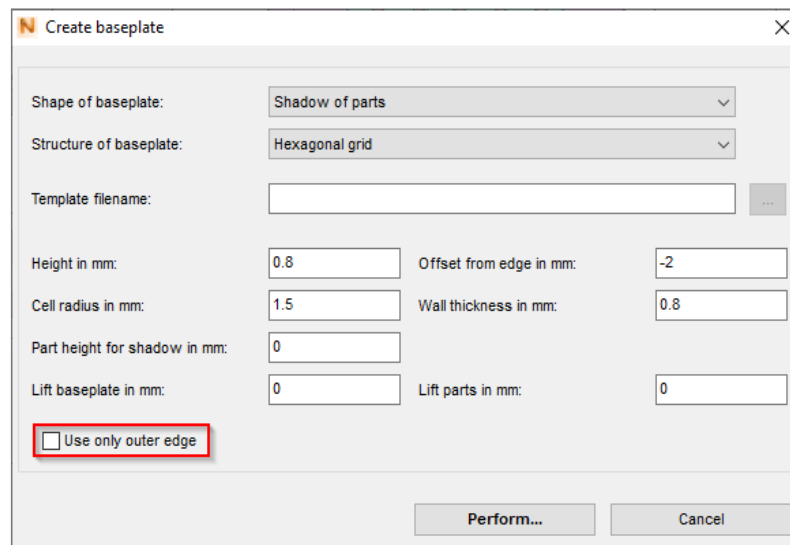 Create baseplate
Shape of baseplate: Shadow of parts
Structure of baseplate: Hexagonal grid
Template filename: ...
Height in mm: 0.8 Offset from edge in mm: -2
Cell radius in mm: 1.5 Wall thickness in mm: 0.8
Part height for shadow in mm: 0
Lift baseplate in mm: 0 Lift parts in mm: 0
Use only outer edge
Perform... Cancel